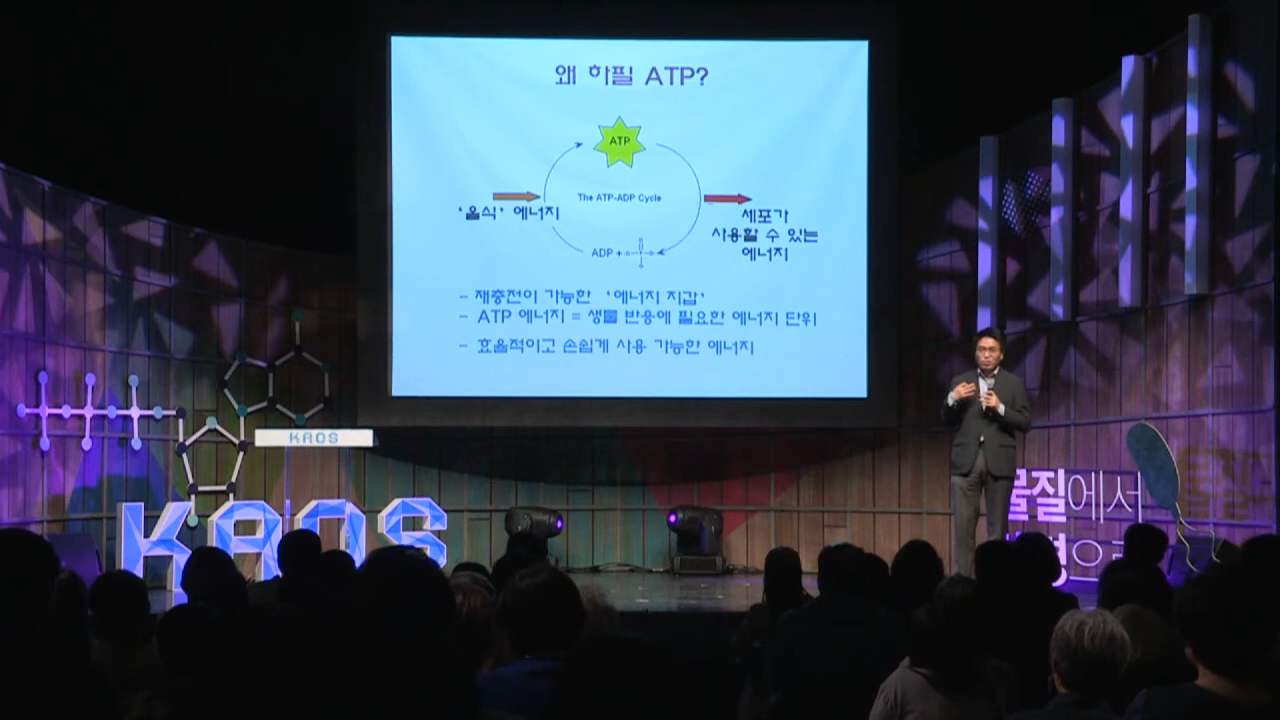 왜 하필 ATP?
ATP
The ATP-ADP Cycle
'음식' 에너지
세포가
사용할 수 있는
에너지
ADP +
- 재충전이 가능한 '에너지 지갑'
- ATP 에너지 = 생물 반응에 필요한 에너지 단위
- 효율적이고 손쉽게 사용 가능한 에너지
KAOS
KAOS
물질에서
으로